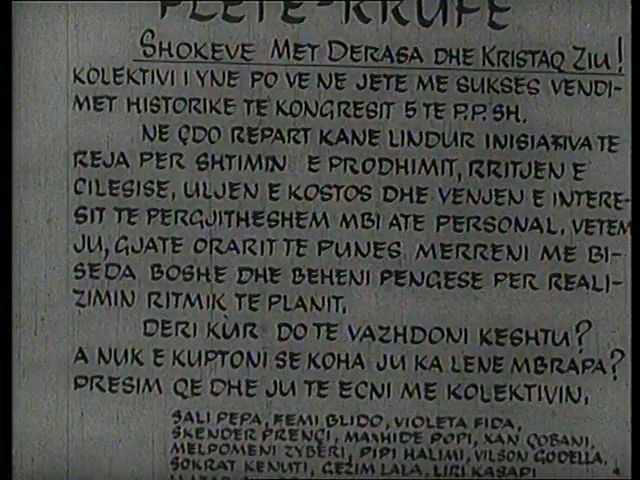 FLETE-RRUFE
SHOKEVE MET DERASA DHE KRISTAQ ZIU!
KOLEKTIVI I YNE PO VE NE JETE ME SUKSES VENDI-
MET HISTORIKE TE KONGRESIT 5 TE P.P.SH.
NE ÇDO REPART KANE LINDUR INISIATIVA TE
REJA PER SHTIMIN E PRODHIMIT, RRITJEN E
CILESISE, ULJEN E KOSTOS DHE VENJEN E INTERE-
SIT TE PERGJITHESHEM MBI ATE PERSONAL, VETEM
JU, GJATE ORARIT TE PUNES MERRENI ME BI-
SEDA BOSHE DHE BEHENI PENGESE PER REALI-
ZIMIN RITMIK TE PLANIT.
DERI KUR DO TE VAZHDONI KESHTU?
A NUK E KUPTONI SE KOHA JU KA LENE MBRAPA?
PRESIM QE DHE JU TE ECNI ME KOLEKTIVIN.
SALI PEPA, FEMI BLIDO, VIOLETA FIDA,
SKENDER PRENÇI, MAHIDE POPI, XAN ÇOBANI,
MELPOMENI ZYBERI, PIPI HALIMI, VILSON GODELLA,
SOKRAT KENUTI, GEZIM LALA, LIRI KASAPI